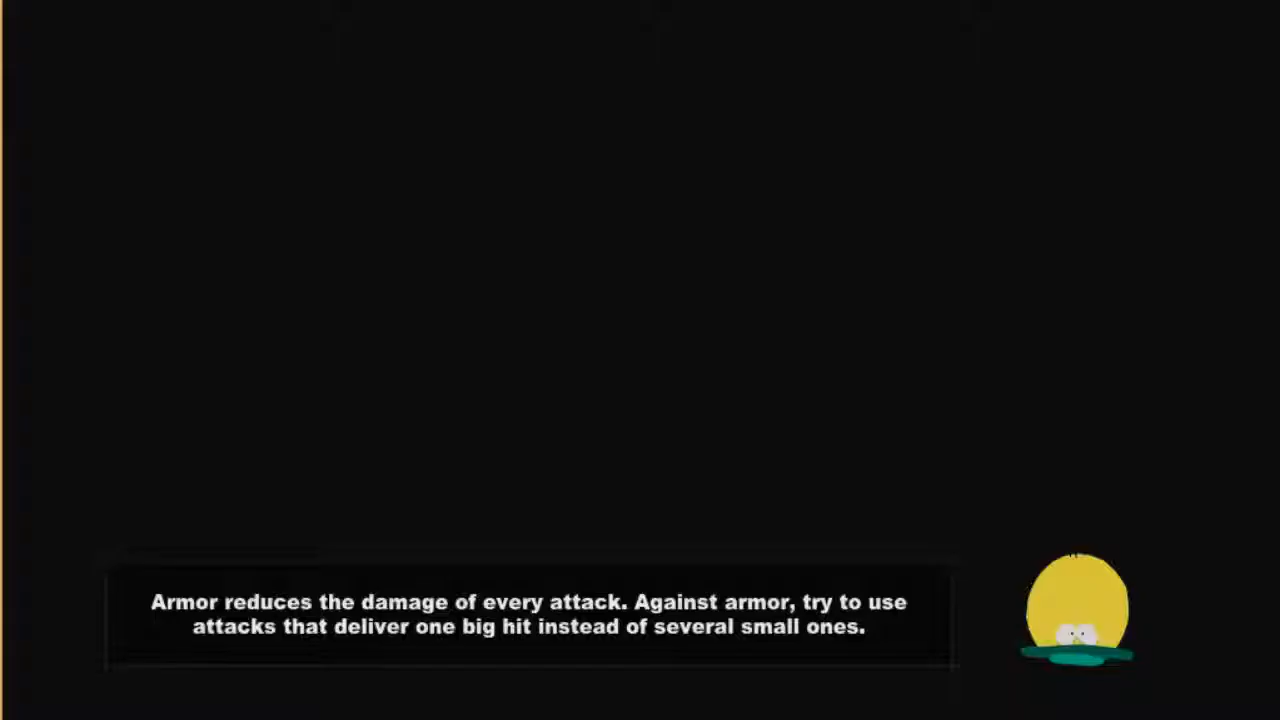 Armor reduces the damage of every attack. Against armor, try to use
attacks that deliver one big hit instead of several small ones.